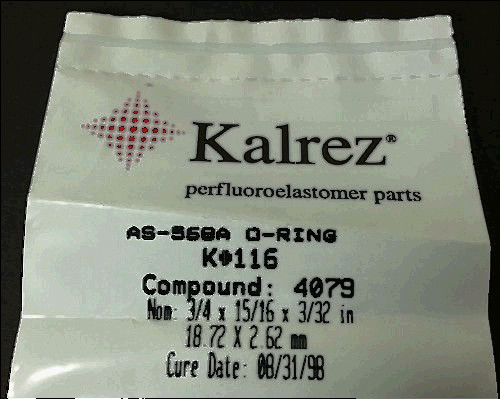 Kalrez®
perfluoroelastomer parts
AS-568A O-RING
K#116
Compound: 4079
Nom: 3/4 x 15/16 x 3/32 in
18.72 X 2.62 mm
Cure Date: 08/31/98